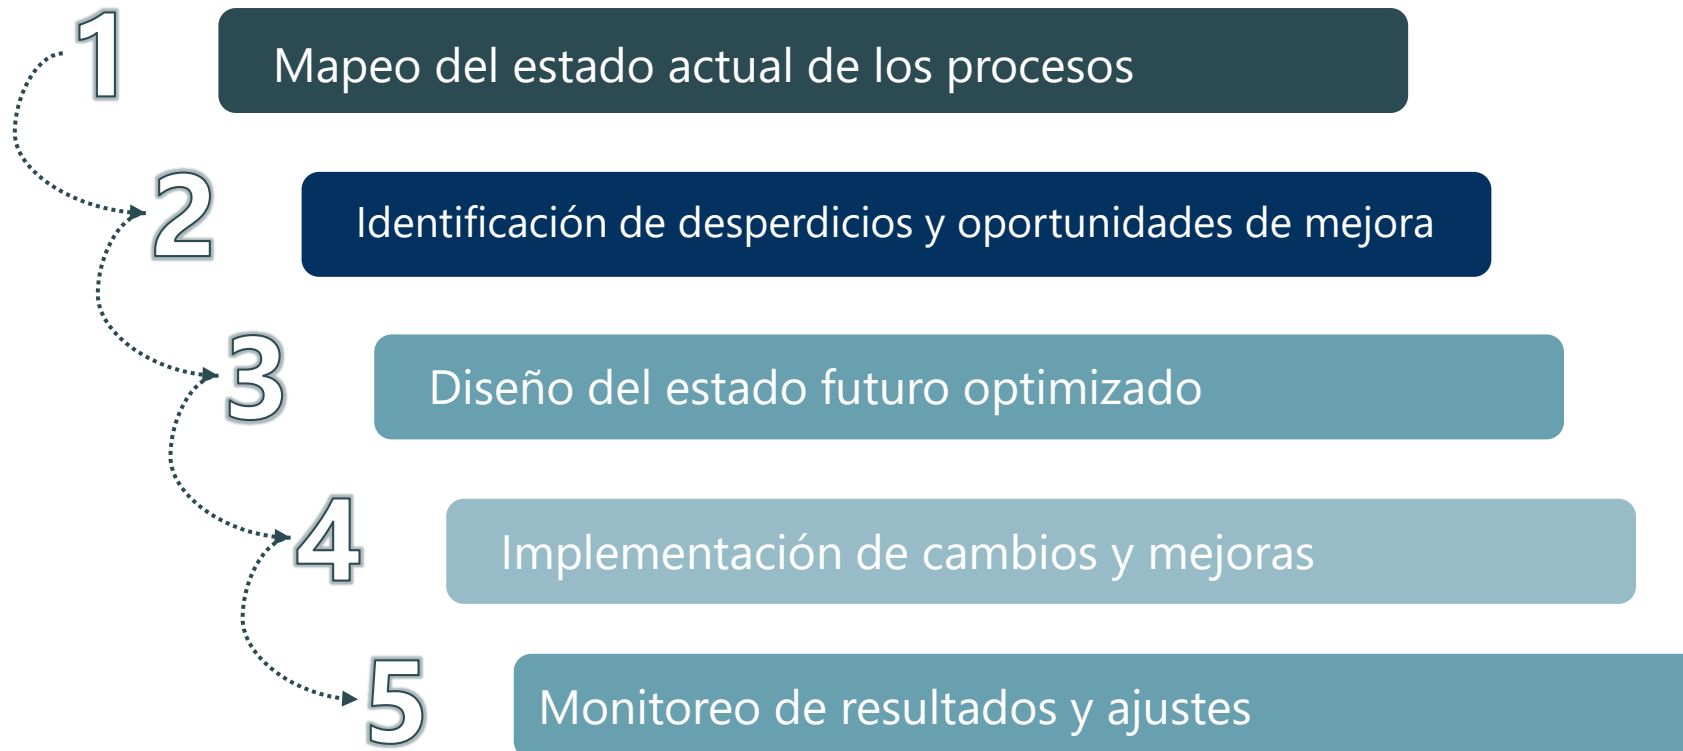 1
Mapeo del estado actual de los procesos
2
Identificación de desperdicios y oportunidades de mejora
3
Diseño del estado futuro optimizado
4
Implementación de cambios y mejoras
5
Monitoreo de resultados y ajustes